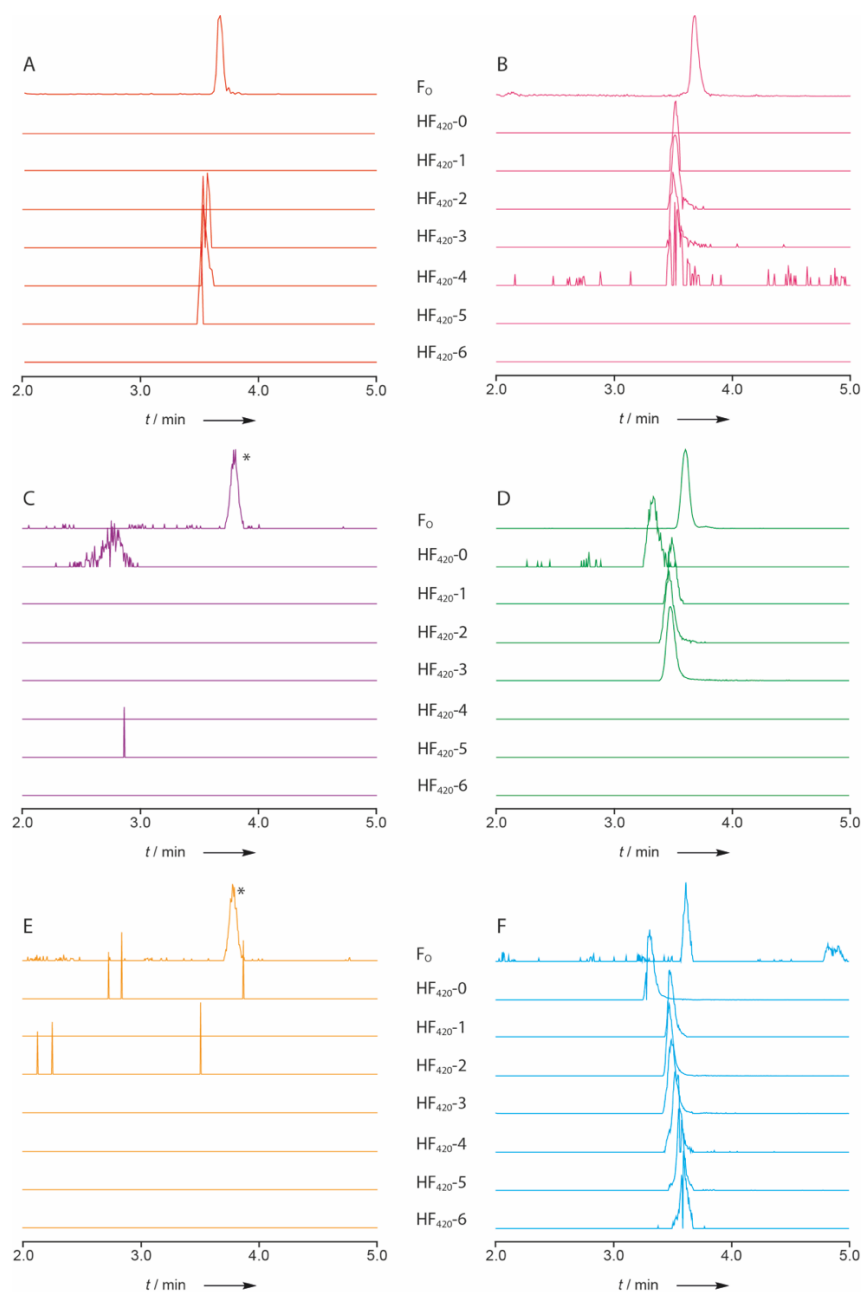 A
B
F₀
HF₄₂₀-0
HF₄₂₀-1
HF₄₂₀-2
HF₄₂₀-3
HF₄₂₀-4
HF₄₂₀-5
HF₄₂₀-6
2.0 3.0 4.0 5.0
2.0 3.0 4.0 5.0
t / min
t / min
C
*
D
F₀
HF₄₂₀-0
HF₄₂₀-1
HF₄₂₀-2
HF₄₂₀-3
HF₄₂₀-4
HF₄₂₀-5
HF₄₂₀-6
2.0 3.0 4.0 5.0
2.0 3.0 4.0 5.0
t / min
t / min
E
*
F
F₀
HF₄₂₀-0
HF₄₂₀-1
HF₄₂₀-2
HF₄₂₀-3
HF₄₂₀-4
HF₄₂₀-5
HF₄₂₀-6
2.0 3.0 4.0 5.0
2.0 3.0 4.0 5.0
t / min
t / min